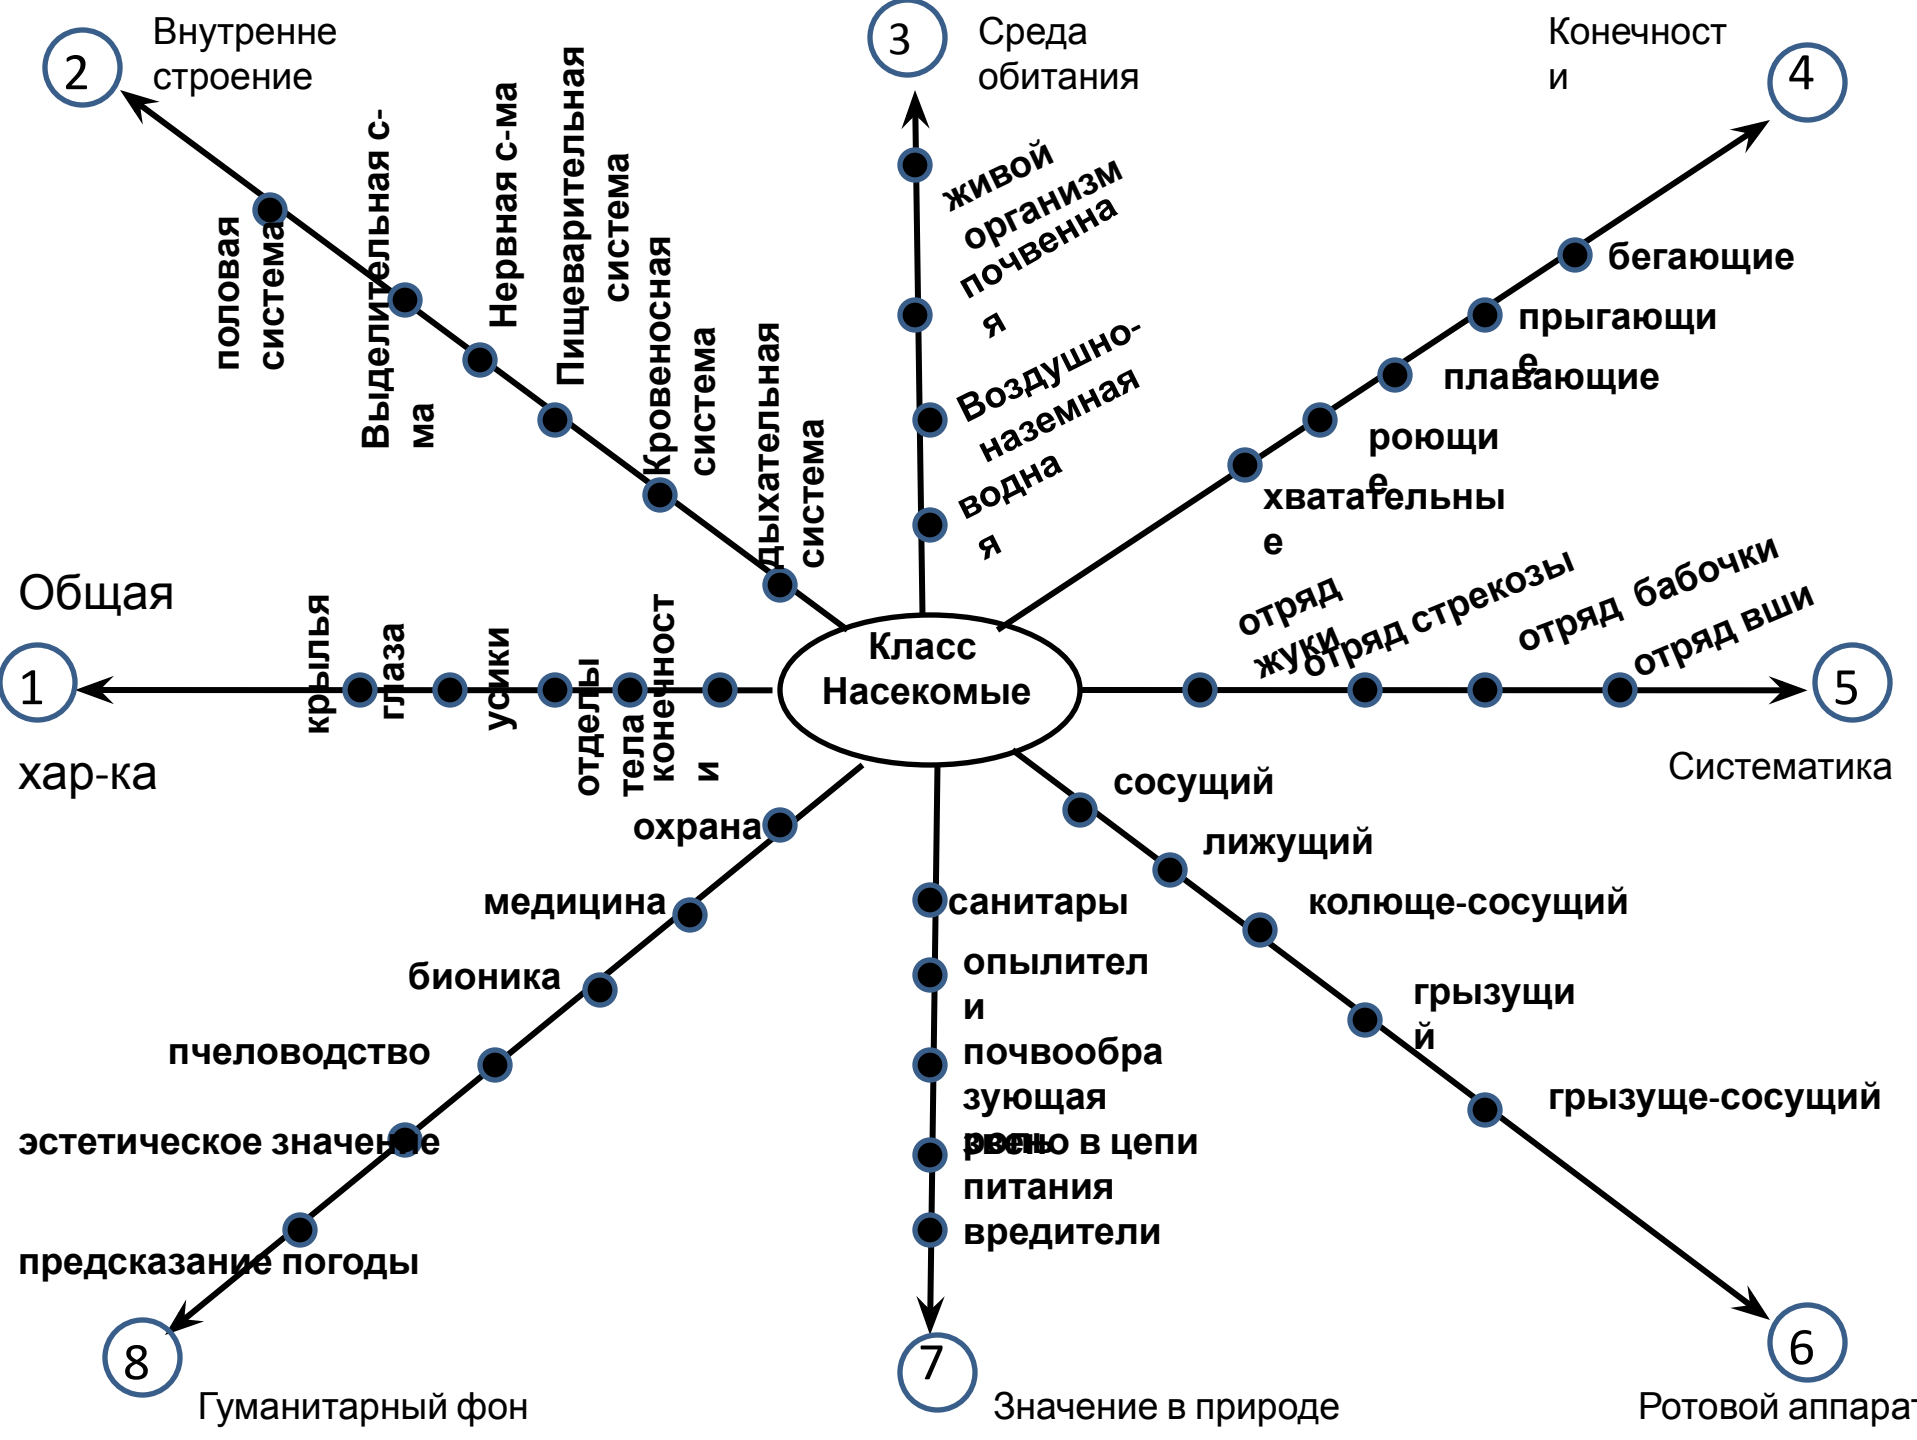 2
Внутренне
строение
3
Среда
обитания
Конечност
и
4
половая
система
Выделительная с-
ма
Нервная с-ма
Пищеварительная
система
Кровеносная
система
дыхательная
система
живой
организм
почвенна
я
Воздушно-
наземная
водна
я
бегающие
прыгающи
е
плавающие
роющи
е
хватательны
е
Общая
1
хар-ка
крылья
глаза
усики
отделы
тела
конечност
и
Класс
Насекомые
отряд
жуки
отряд стрекозы
отряд бабочки
отряд вши
5
Систематика
охрана
медицина
бионика
пчеловодство
эстетическое значение
предсказание погоды
8
Гуманитарный фон
санитары
опылител
и
почвообра
зующая
роль
звено в цепи
питания
вредители
7
Значение в природе
сосущий
лижущий
колюще-сосущий
грызущи
й
грызуще-сосущий
6
Ротовой аппарат